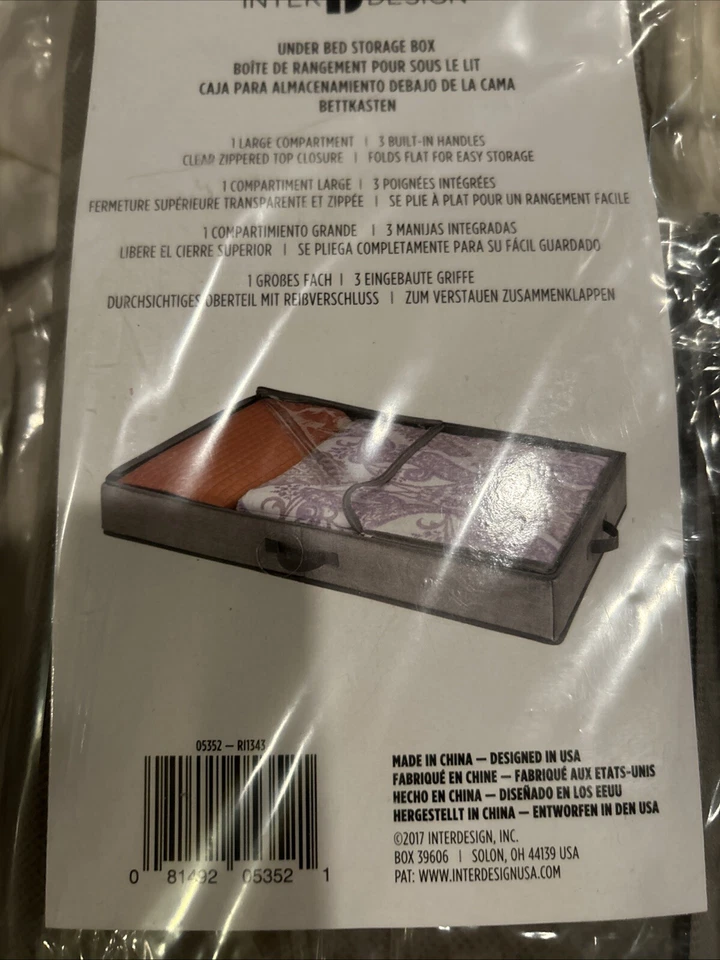 INTERDESIGN
UNDER BED STORAGE BOX
BOÎTE DE RANGEMENT POUR SOUS LE LIT
CAJA PARA ALMACENAMIENTO DEBAJO DE LA CAMA
BETTKASTEN
1 LARGE COMPARTMENT | 3 BUILT-IN HANDLES
CLEAR ZIPPERED TOP CLOSURE | FOLDS FLAT FOR EASY STORAGE
1 COMPARTIMENT LARGE | 3 POIGNÉES INTÉGRÉES
FERMETURE SUPÉRIEURE TRANSPARENTE ET ZIPPÉE | SE PLIE À PLAT POUR UN RANGEMENT FACILE
1 COMPARTIMIENTO GRANDE | 3 MANIJAS INTEGRADAS
LIBERE EL CIERRE SUPERIOR | SE PLIEGA COMPLETAMENTE PARA SU FÁCIL GUARDADO
1 GROßES FACH | 3 EINGEBAUTE GRIFFE
DURCHSICHTIGES OBERTEIL MIT REIßVERSCHLUSS | ZUM VERSTAUEN ZUSAMMENKLAPPEN
05352 — RI1343
0 81492 05352 1
MADE IN CHINA — DESIGNED IN USA
FABRIQUÉ EN CHINE — FABRIQUÉ AUX ETATS-UNIS
HECHO EN CHINA — DISEÑADO EN LOS EEUU
HERGESTELLT IN CHINA — ENTWORFEN IN DEN USA
©2017 INTERDESIGN, INC.
BOX 39606 | SOLON, OH 44139 USA
PAT: WWW.INTERDESIGNUSA.COM